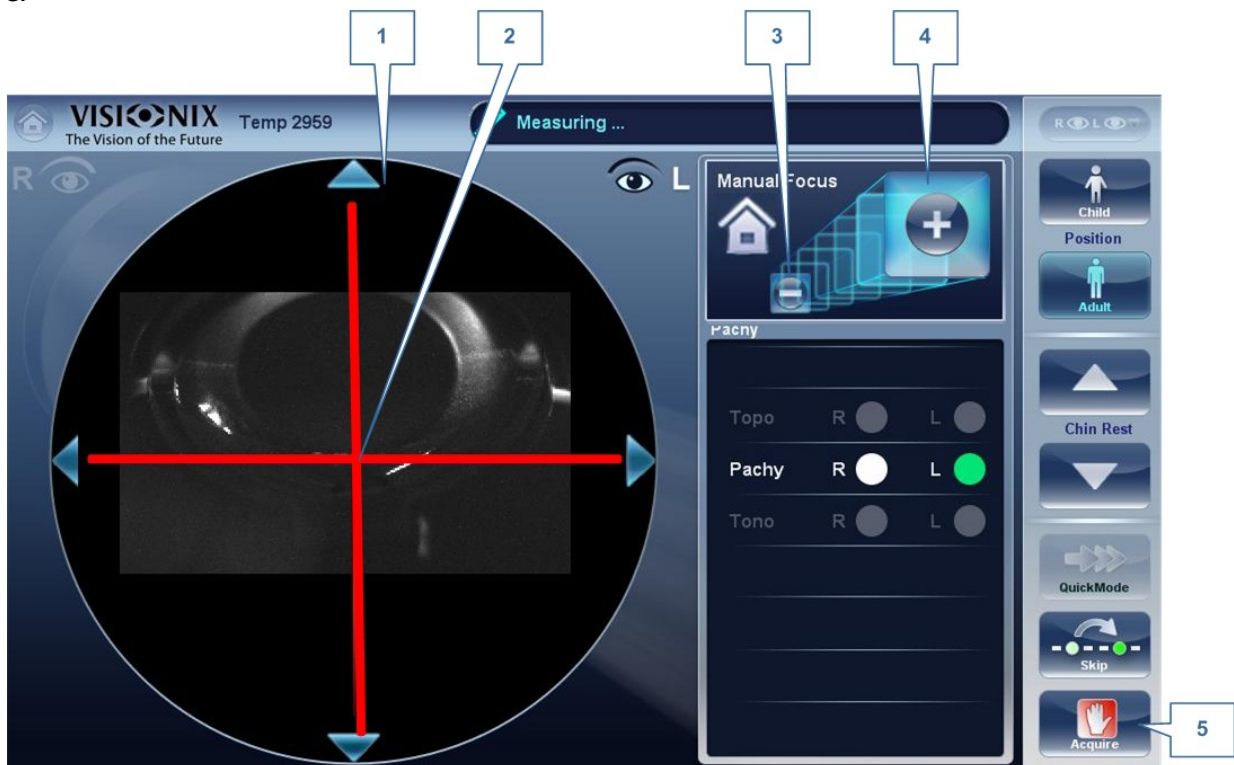 1
2
3
4
VISIONIX
The Vision of the Future
Temp 2959
Measuring ...
R L
R
L
Manual Focus
Child
Position
Adult
Pachy
Topo R L
Pachy R L
Tono R L
Chin Rest
QuickMode
Skip
Acquire
5